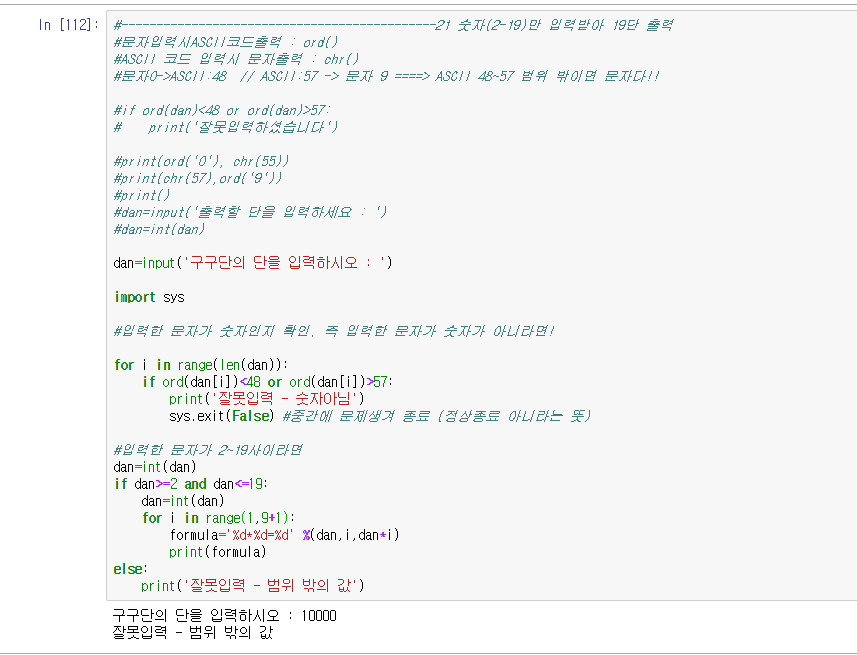 In [112]: #---------------------------------------------21 숫자(2-19)만 입력받아 19단 출력
#문자입력시ASCII코드출력 : ord()
#ASCII 코드 입력시 문자출력 : chr()
#문자0->ASCII:48  // ASCII:57 -> 문자 9 ====> ASCII 48~57 범위 밖이면 문자다!!
#if ord(dan)<48 or ord(dan)>57:
#    print('잘못입력하셨습니다')
#print(ord('0'), chr(55))
#print(chr(57),ord('9'))
#print()
#dan=input('출력할 단을 입력하세요 : ')
#dan=int(dan)
dan=input('구구단의 단을 입력하시오 : ')
import sys
#입력한 문자가 숫자인지 확인, 즉 입력한 문자가 숫자가 아니라면!
for i in range(len(dan)):
    if ord(dan[i])<48 or ord(dan[i])>57:
        print('잘못입력 - 숫자아님')
        sys.exit(False) #중간에 문제생겨 종료 (정상종료 아니라는 뜻)
#입력한 문자가 2~19사이라면
dan=int(dan)
if dan>=2 and dan<=19:
    dan=int(dan)
    for i in range(1,9+1):
        formula='%d*%d=%d' %(dan,i,dan*i)
        print(formula)
else:
    print('잘못입력 - 범위 밖의 값')
구구단의 단을 입력하시오 : 10000
잘못입력 - 범위 밖의 값